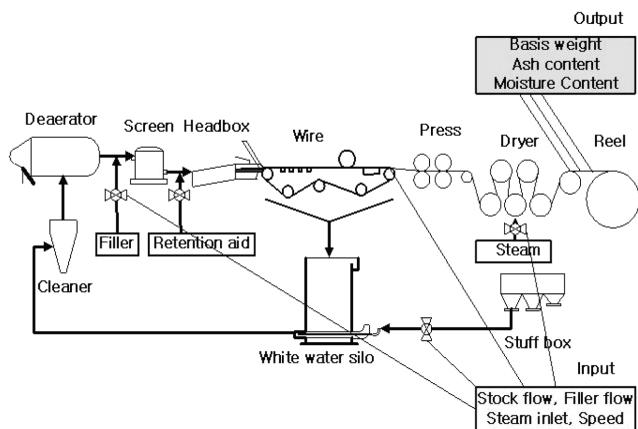 Output
Basis weight
Ash content
Moisture Content
Deaerator
Screen
Headbox
Wire
Press
Dryer
Reel
Filler
Retention aid
Steam
Cleaner
White water silo
Stuff box
Input
Stock flow, Filler flow
Steam inlet, Speed